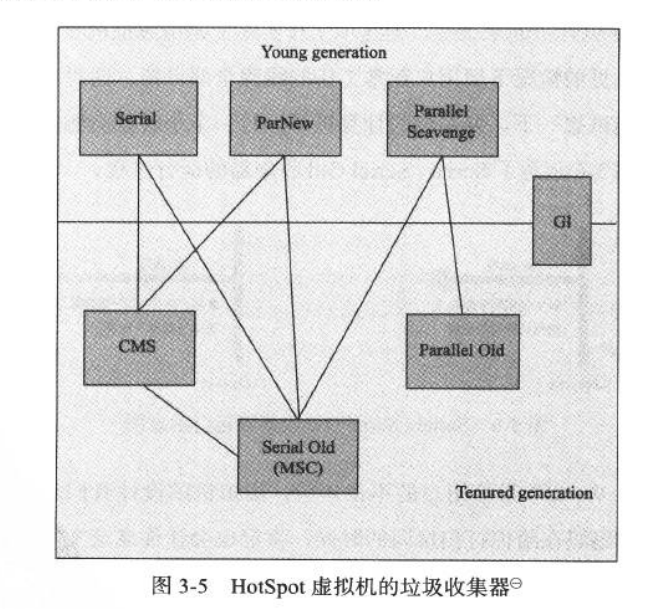 Young generation
Serial
ParNew
Parallel
Scavenge
G1
CMS
Parallel Old
Serial Old
(MSC)
Tenured generation
图 3-5 HotSpot 虚拟机的垃圾收集器⊖